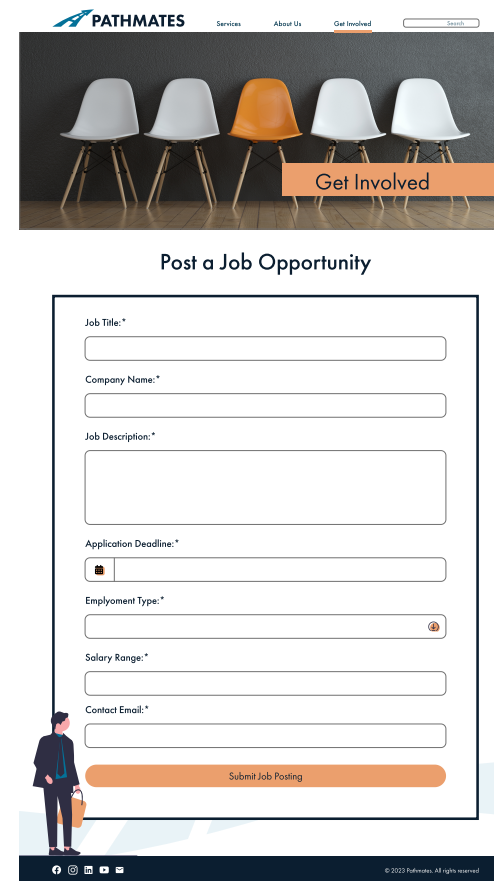 PATHMATES
Services
About Us
Get Involved
Search
Get Involved
Post a Job Opportunity
Job Title:*
Company Name:*
Job Description:*
Application Deadline:*
Emplyoment Type:*
Salary Range:*
Contact Email:*
Submit Job Posting
© 2023 Pathmates. All rights reserved